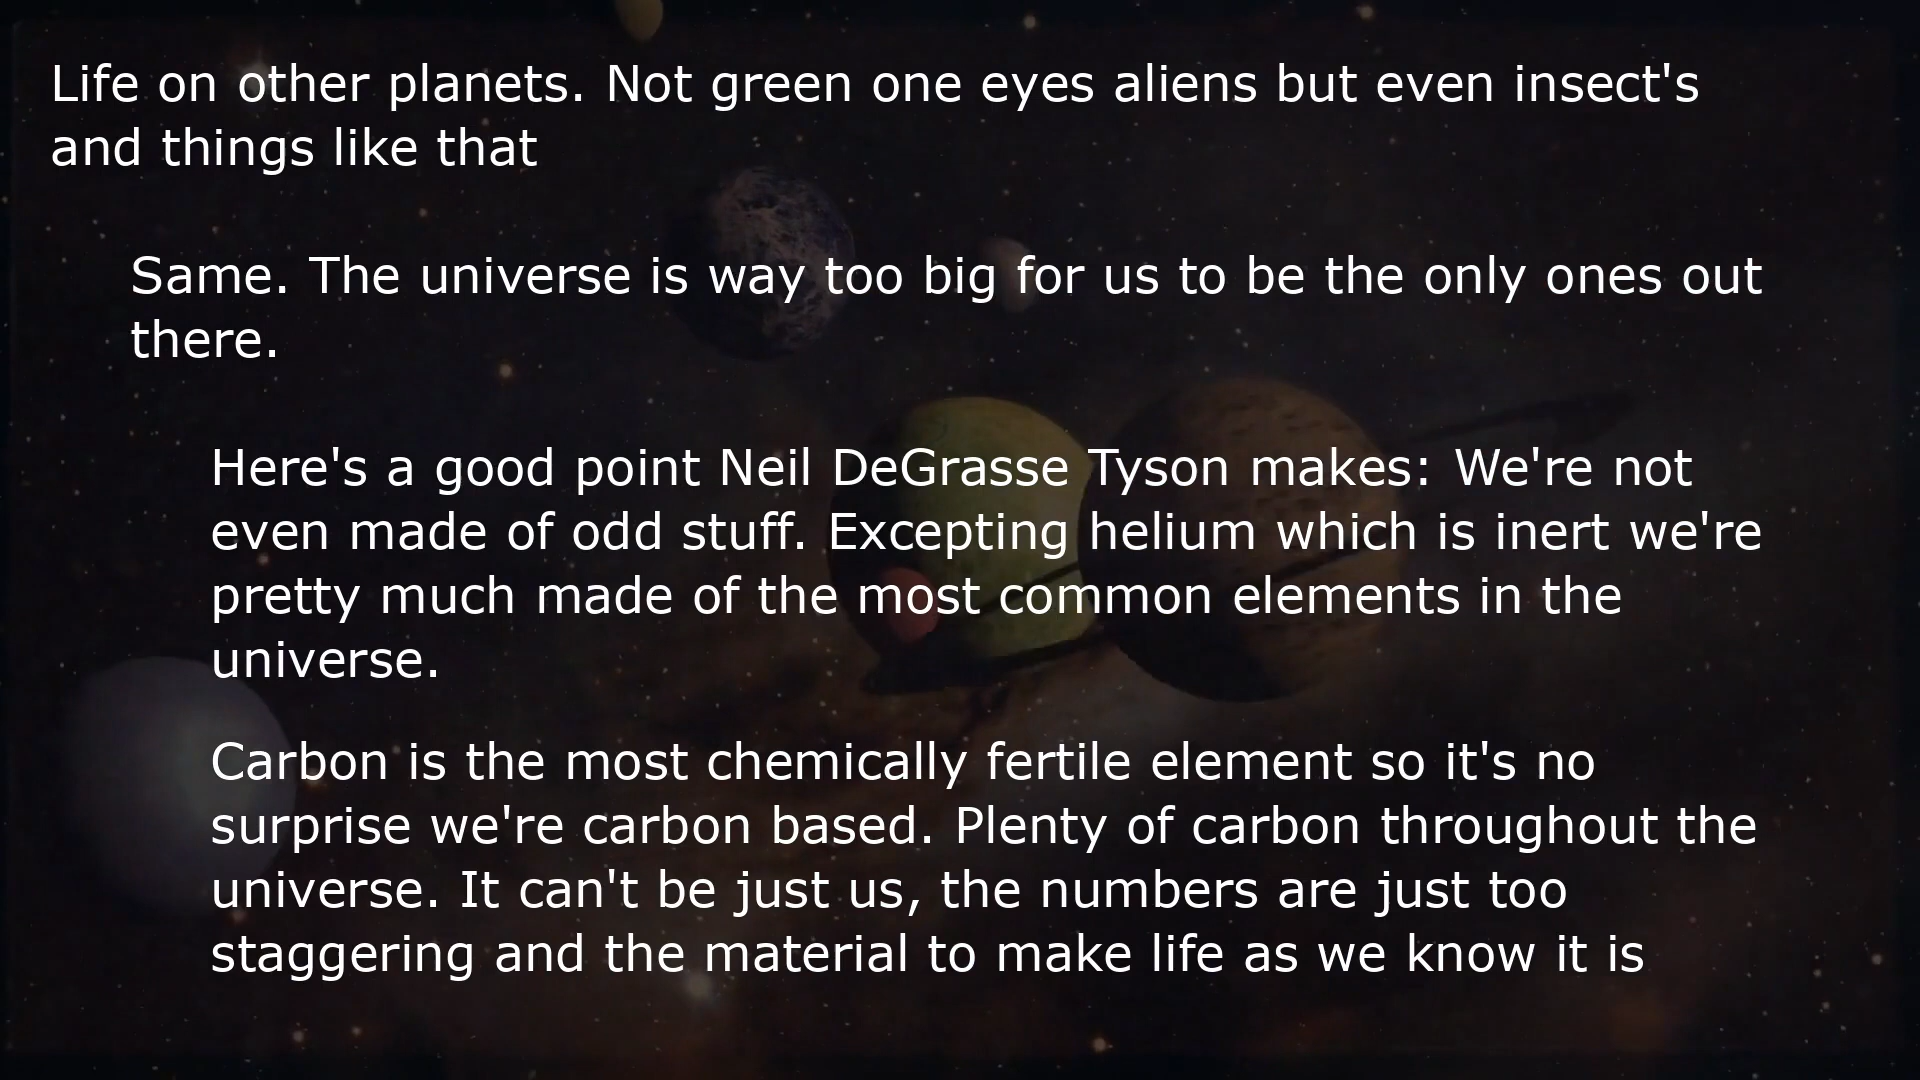 Life on other planets. Not green one eyes aliens but even insect's
and things like that
Same. The universe is way too big for us to be the only ones out
there.
Here's a good point Neil DeGrasse Tyson makes: We're not
even made of odd stuff. Excepting helium which is inert we're
pretty much made of the most common elements in the
universe.
Carbon is the most chemically fertile element so it's no
surprise we're carbon based. Plenty of carbon throughout the
universe. It can't be just us, the numbers are just too
staggering and the material to make life as we know it is